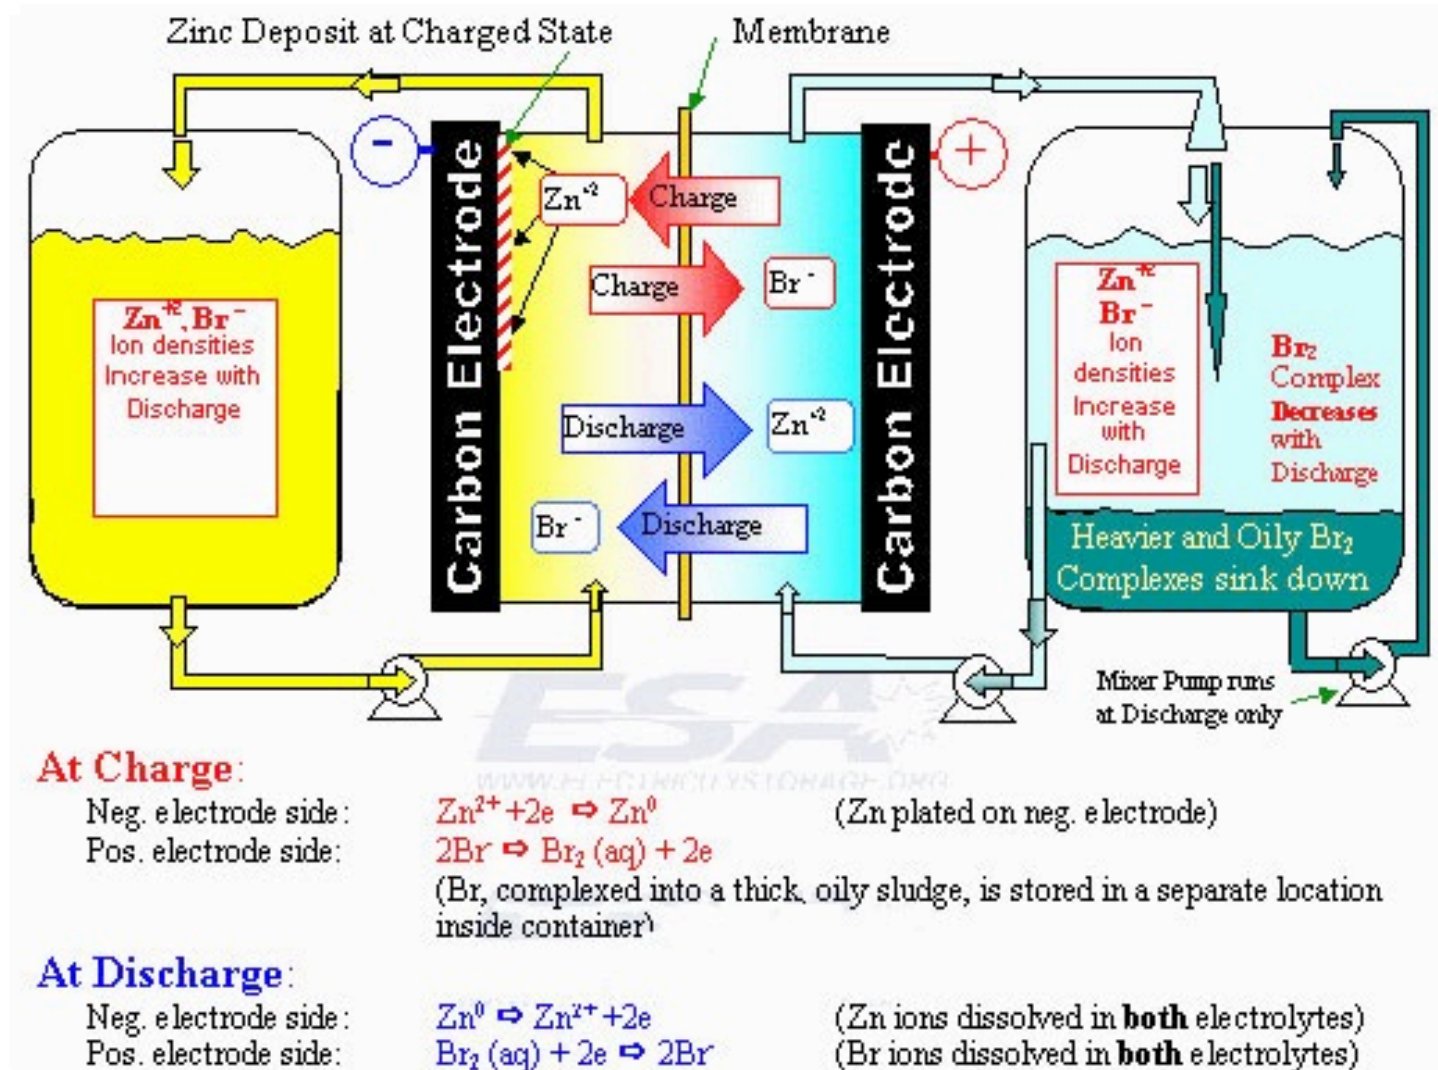 Zinc Deposit at Charged State
Membrane
-
+
Carbon Electrode
Carbon Electrode
Zn⁺²
Charge
Charge
Br⁻
Discharge
Zn⁺²
Br⁻
Discharge
Zn⁺², Br⁻
Ion densities
Increase with
Discharge
Zn⁺²
Br⁻
Ion
densities
Increase
with
Discharge
Br₂
Complex
Decreases
with
Discharge
Heavier and Oily Br₂
Complexes sink down
Mixer Pump runs
at Discharge only
ESA
WWW.ELECTRICITYSTORAGE.ORG
At Charge:
Neg. electrode side: Zn²⁺ +2e ⇨ Zn⁰ (Zn plated on neg. electrode)
Pos. electrode side: 2Br⁻ ⇨ Br₂ (aq) + 2e
(Br, complexed into a thick oily sludge, is stored in a separate location
inside container)
At Discharge:
Neg. electrode side: Zn⁰ ⇨ Zn²⁺ +2e (Zn ions dissolved in both electrolytes)
Pos. electrode side: Br₂ (aq) + 2e ⇨ 2Br⁻ (Br ions dissolved in both electrolytes)